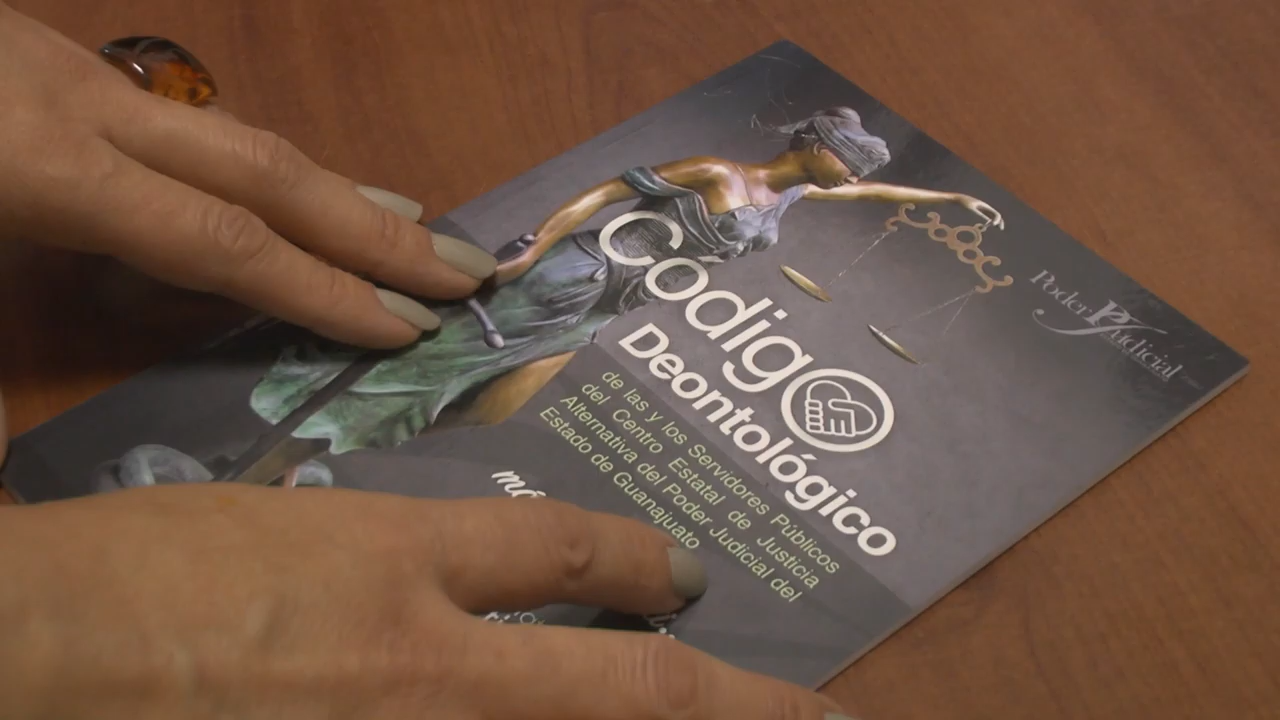 Poder Judicial
Código
Deontológico
de las y los Servidores Públicos
del Centro Estatal de Justicia
Alternativa del Poder Judicial del
Estado de Guanajuato